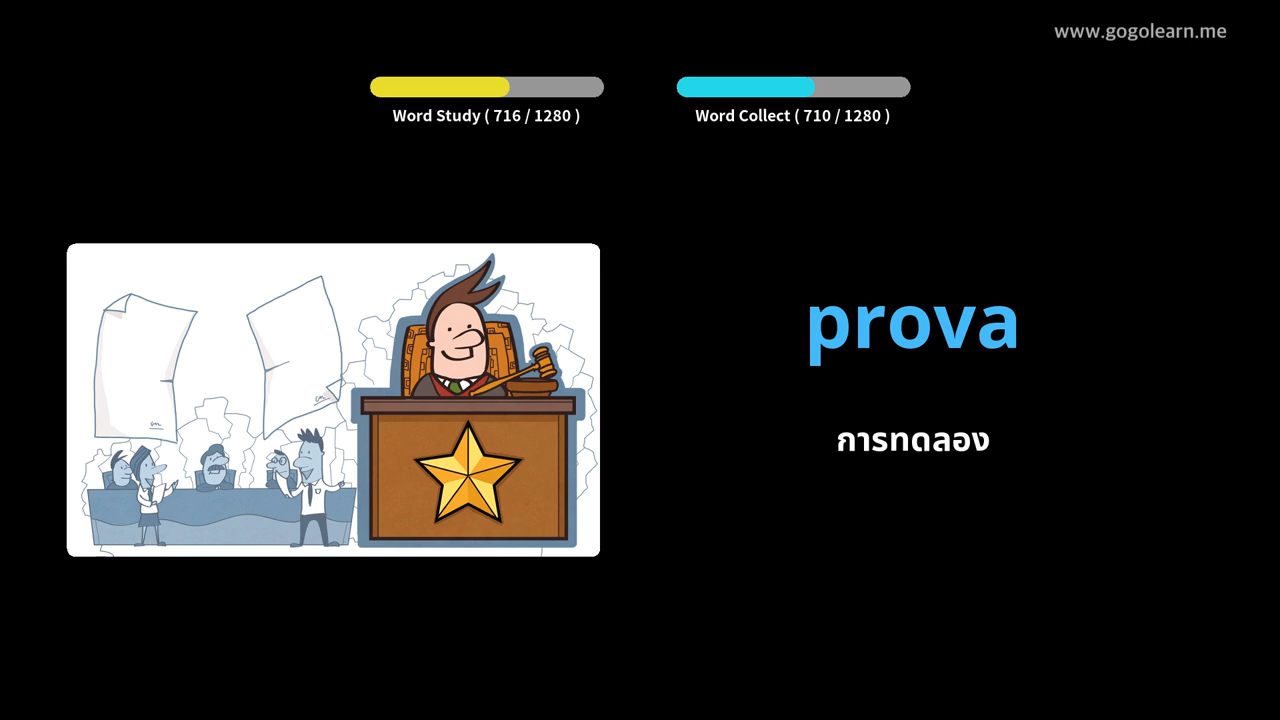 www.gogolearn.me
Word Study ( 716 / 1280 )
Word Collect ( 710 / 1280 )
prova
การทดลอง